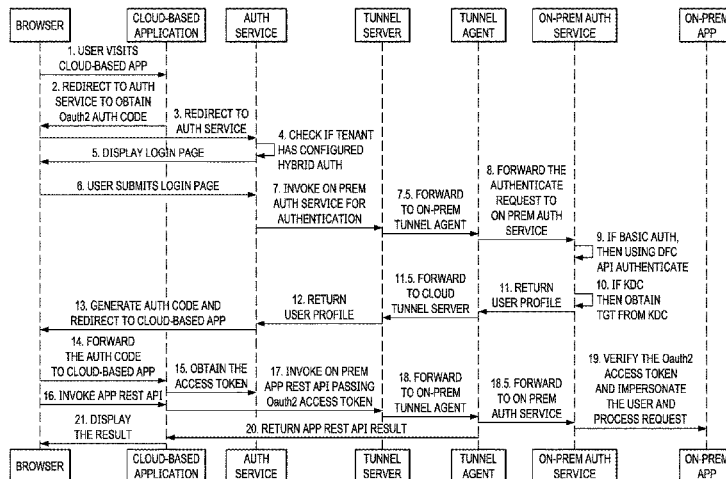 BROWSER
CLOUD-BASED
APPLICATION
AUTH
SERVICE
TUNNEL
SERVER
TUNNEL
AGENT
ON-PREM AUTH
SERVICE
ON-PREM
APP
1. USER VISITS
CLOUD-BASED APP
2. REDIRECT TO AUTH
SERVICE TO OBTAIN
Oauth2 AUTH CODE
3. REDIRECT TO
AUTH SERVICE
4. CHECK IF TENANT
HAS CONFIGURED
HYBRID AUTH
5. DISPLAY LOGIN PAGE
6. USER SUBMITS LOGIN PAGE
7. INVOKE ON PREM
AUTH SERVICE FOR
AUTHENTICATION
7.5. FORWARD
TO ON-PREM
TUNNEL AGENT
8. FORWARD THE
AUTHENTICATE
REQUEST TO
ON PREM AUTH
SERVICE
9. IF BASIC AUTH,
THEN USING DFC
API AUTHENTICATE
10. IF KDC
THEN OBTAIN
TGT FROM KDC
11. RETURN
USER PROFILE
11.5. FORWARD
TO CLOUD
TUNNEL SERVER
12. RETURN
USER PROFILE
13. GENERATE AUTH CODE AND
REDIRECT TO CLOUD-BASED APP
14. FORWARD
THE AUTH CODE
TO CLOUD-BASED APP
15. OBTAIN THE
ACCESS TOKEN
16. INVOKE APP REST API
17. INVOKE ON PREM
APP REST API PASSING
Oauth2 ACCESS TOKEN
18. FORWARD
TO ON-PREM
TUNNEL AGENT
18.5. FORWARD
TO ON PREM
AUTH SERVICE
19. VERIFY THE Oauth2
ACCESS TOKEN
AND IMPERSONATE
THE USER AND
PROCESS REQUEST
20. RETURN APP REST API RESULT
21. DISPLAY
THE RESULT
BROWSER
CLOUD-BASED
APPLICATION
AUTH
SERVICE
TUNNEL
SERVER
TUNNEL
AGENT
ON-PREM AUTH
SERVICE
ON-PREM
APP